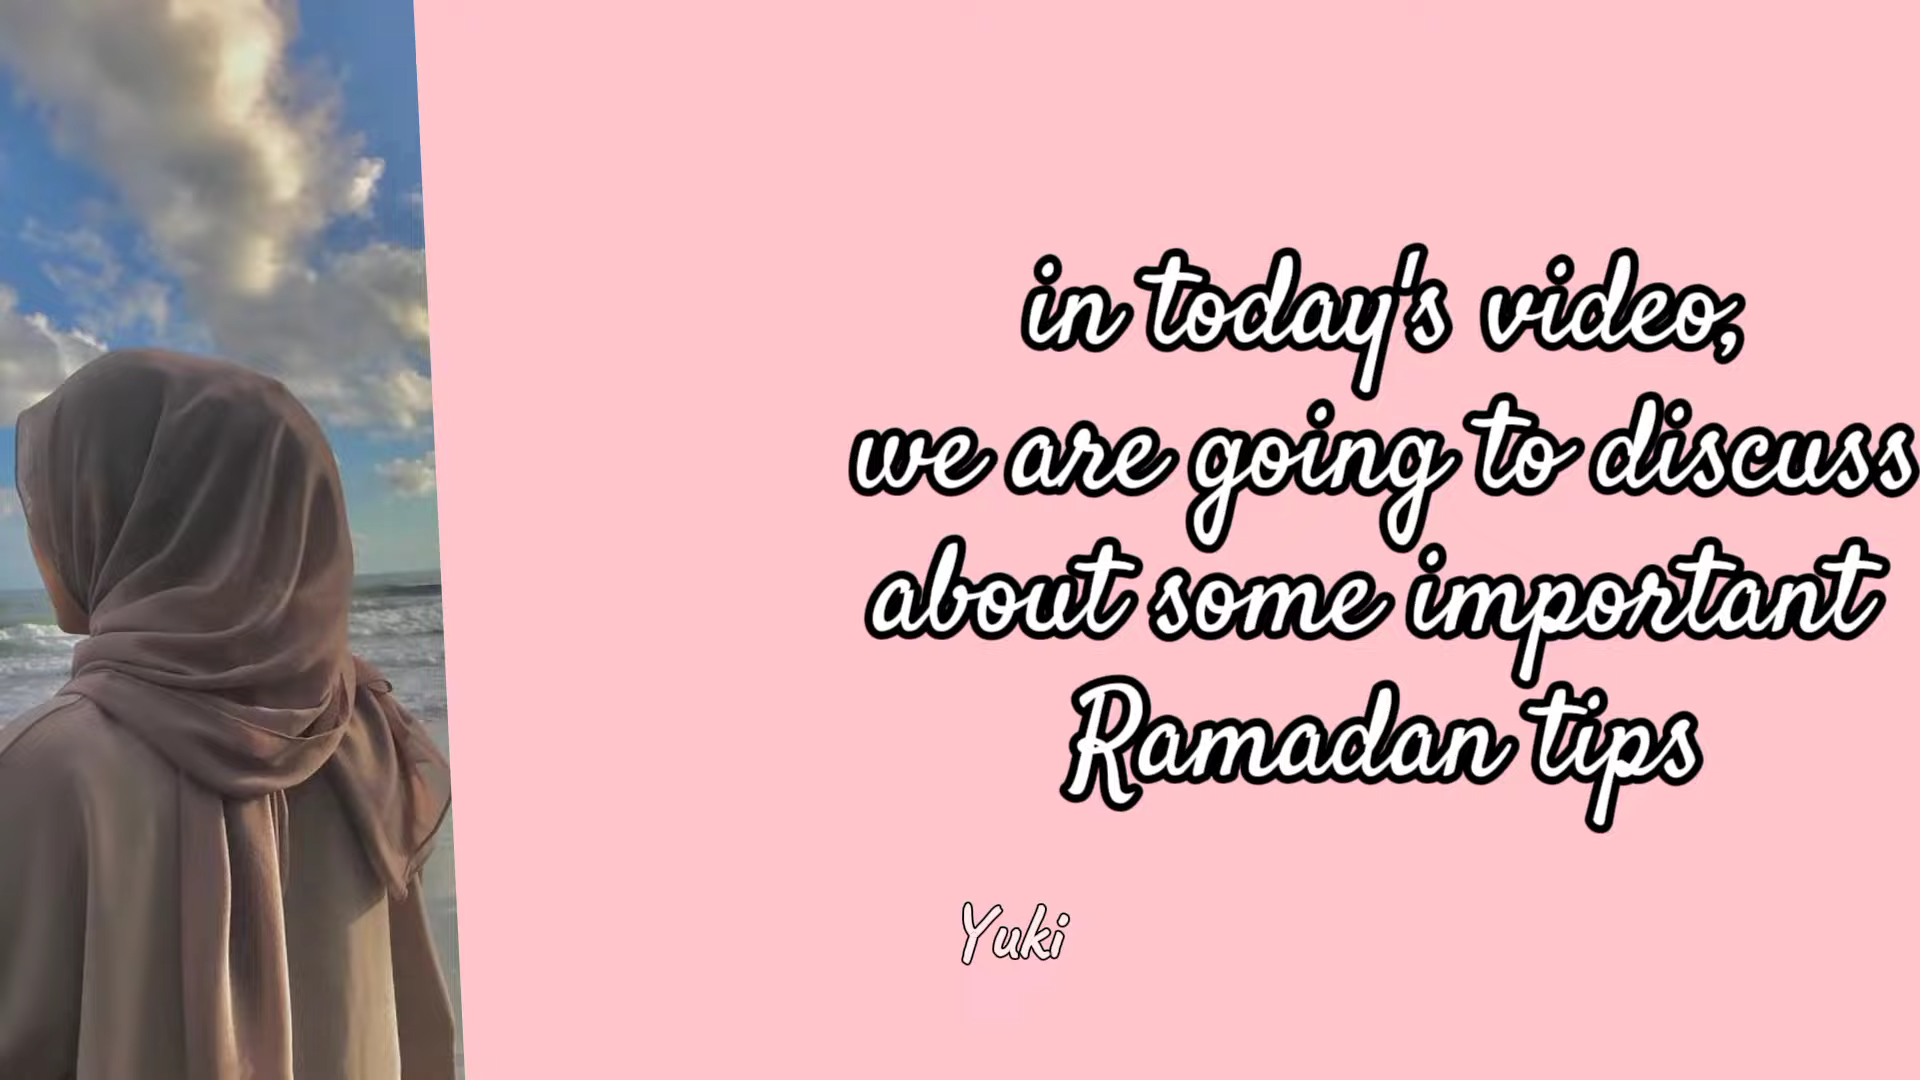 in today's video,
we are going to discuss
about some important
Ramadan tips
Yuki